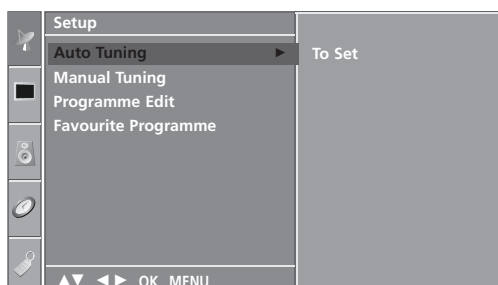 Setup
Auto Tuning ► To Set
Manual Tuning
Programme Edit
Favourite Programme
▲▼ ◄► OK MENU